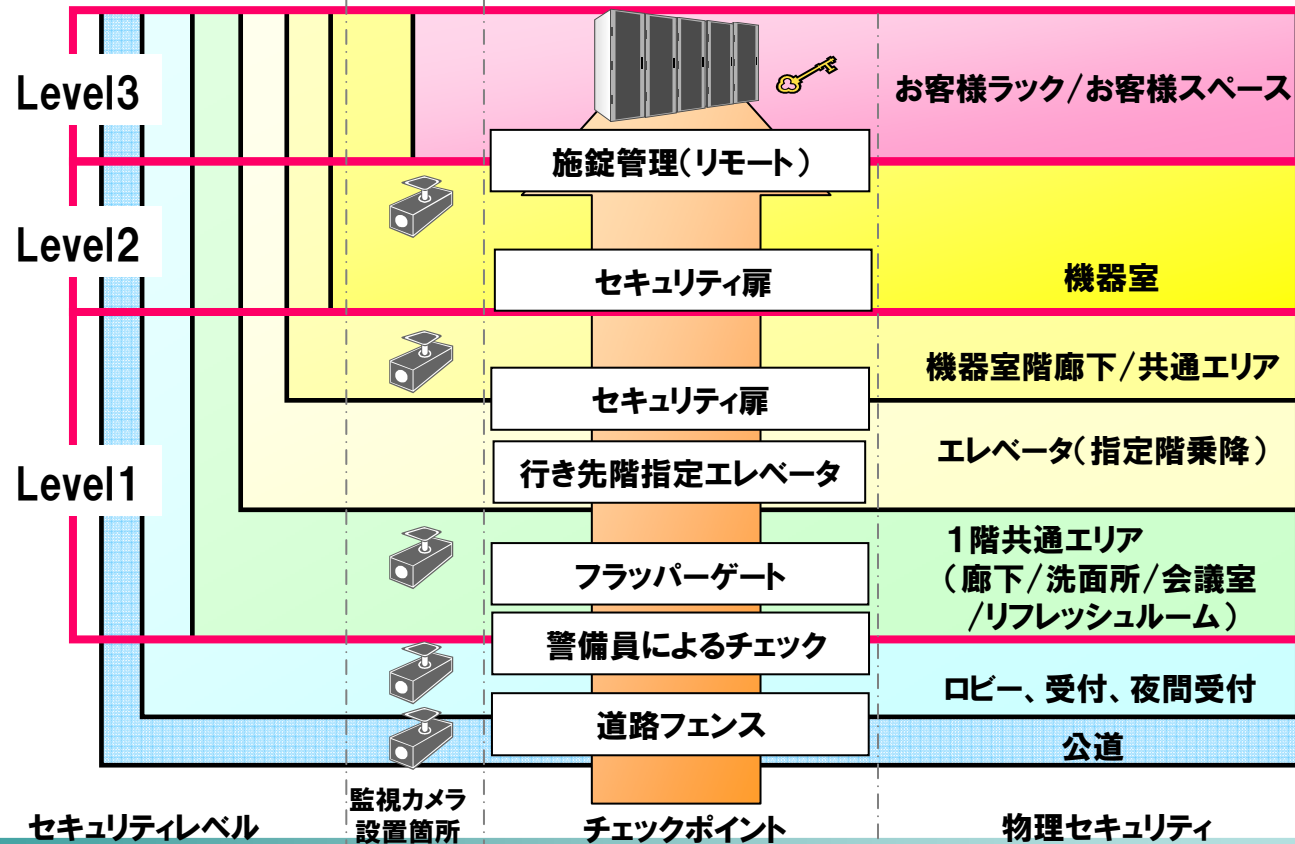 Level3
お客様ラック/お客様スペース
施錠管理(リモート)
Level2
セキュリティ扉
機器室
機器室階廊下/共通エリア
セキュリティ扉
エレベータ(指定階乗降)
行き先階指定エレベータ
Level1
1階共通エリア
(廊下/洗面所/会議室
/リフレッシュルーム)
フラッパーゲート
警備員によるチェック
ロビー、受付、夜間受付
道路フェンス
公道
セキュリティレベル
監視カメラ
設置箇所
チェックポイント
物理セキュリティ